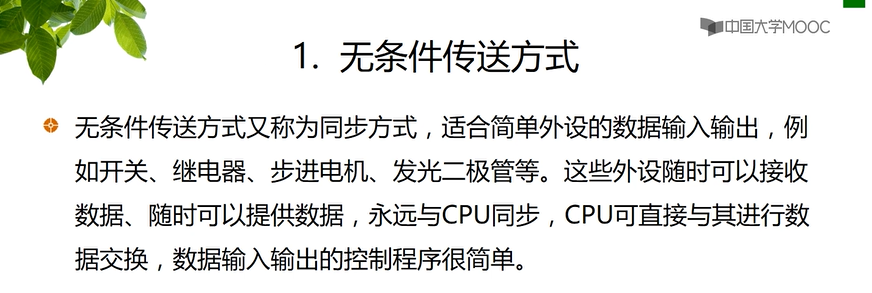 中国大学MOOC
1. 无条件传送方式
无条件传送方式又称为同步方式，适合简单外设的数据输入输出，例
如开关、继电器、步进电机、发光二极管等。这些外设随时可以接收
数据、随时可以提供数据，永远与CPU同步，CPU可直接与其进行数
据交换，数据输入输出的控制程序很简单。